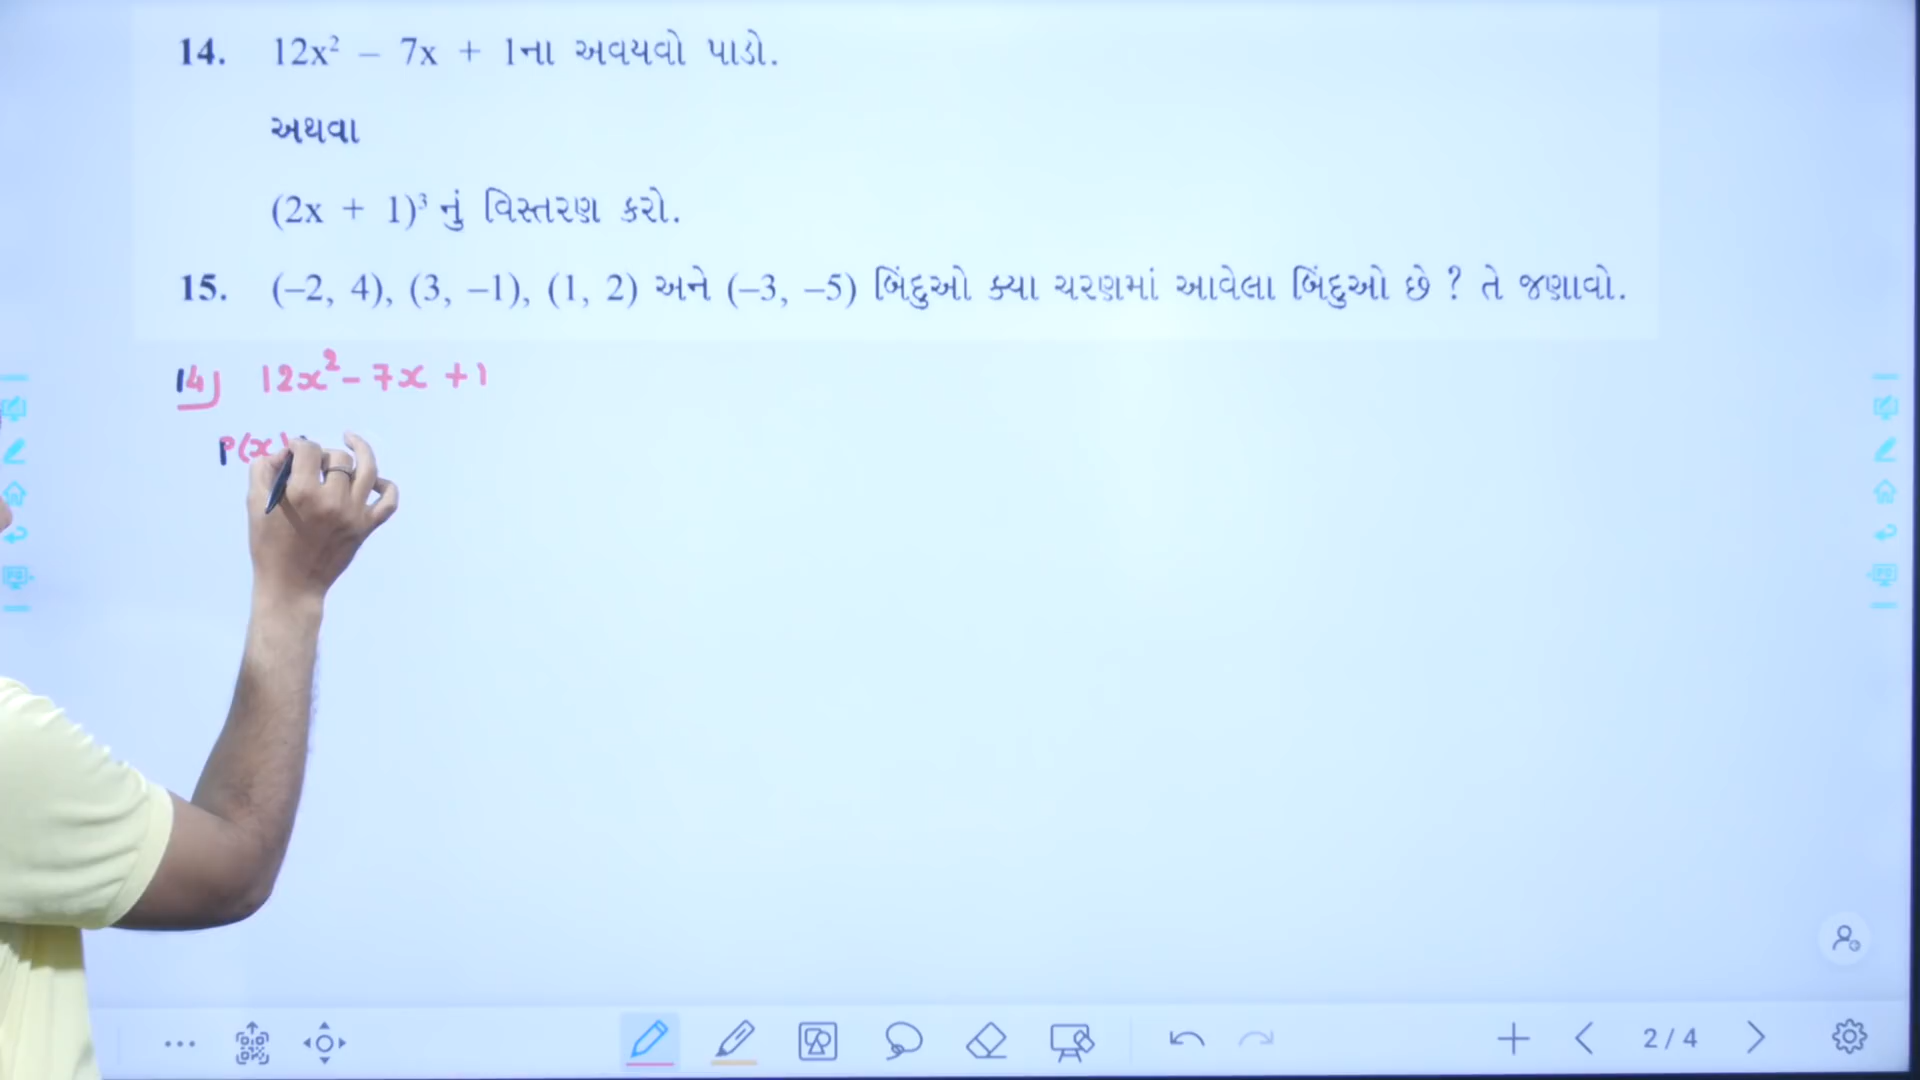 14. 12x² – 7x + 1ના અવયવો પાડો.
અથવા
(2x + 1)³ નું વિસ્તરણ કરો.
15. (–2, 4), (3, –1), (1, 2) અને (–3, –5) બિંદુઓ ક્યા ચરણમાં આવેલા બિંદુઓ છે ? તે જણાવો.
14) 12x² - 7x + 1
P(x)
2 / 4